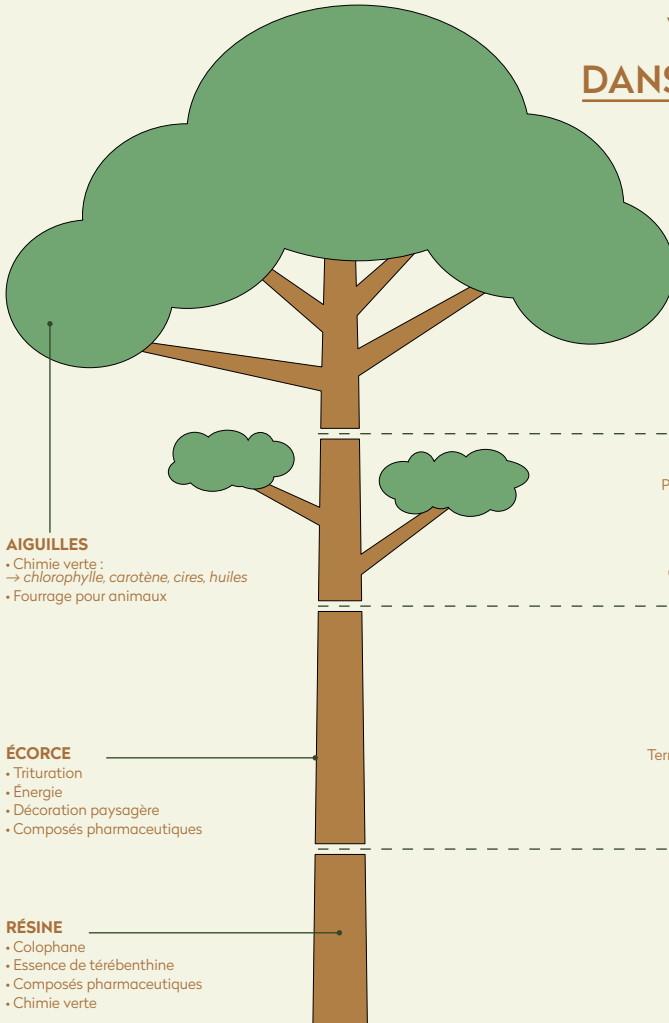 DANS
AIGUILLES
• Chimie verte :
→ chlorophylle, carotène, cires, huiles
• Fourrage pour animaux
ÉCORCE
• Trituration
• Énergie
• Décoration paysagère
• Composés pharmaceutiques
RÉSINE
• Colophane
• Essence de térébenthine
• Composés pharmaceutiques
• Chimie verte